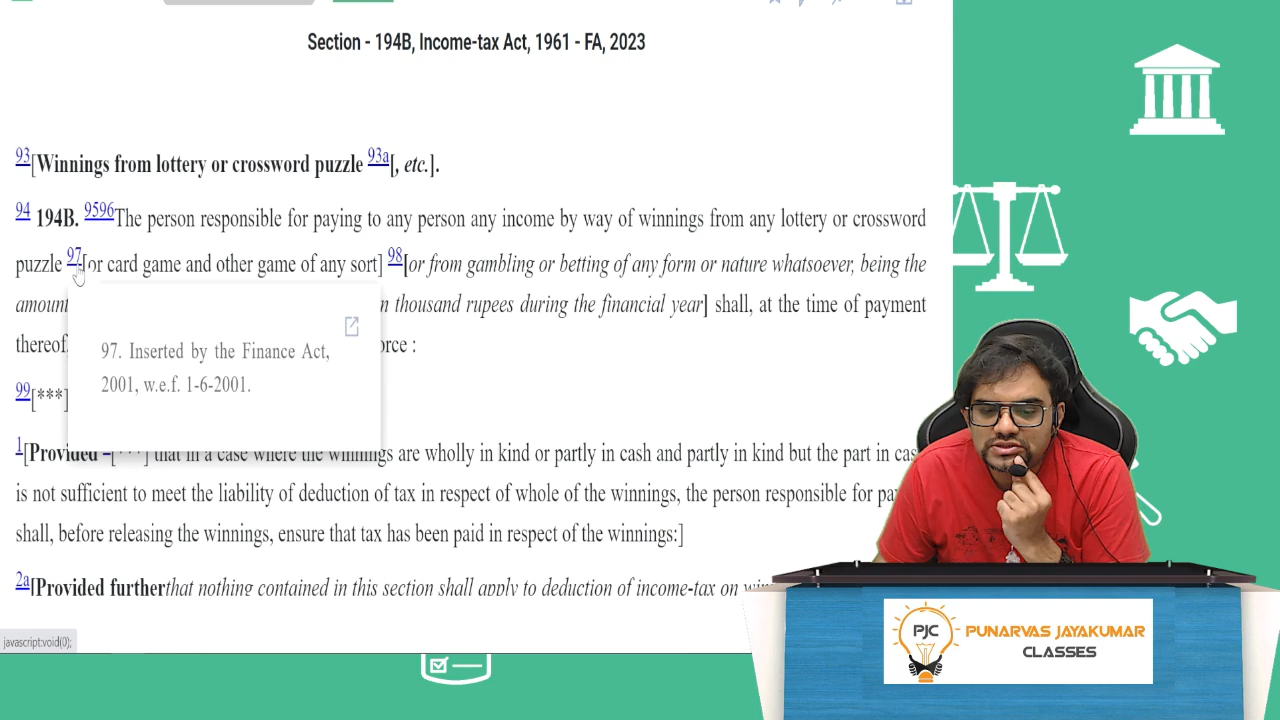 Section - 194B, Income-tax Act, 1961 - FA, 2023
93[Winnings from lottery or crossword puzzle 93a[, etc.].
94 194B. 9596The person responsible for paying to any person any income by way of winnings from any lottery or crossword
puzzle 97[or card game and other game of any sort] 98[or from gambling or betting of any form or nature whatsoever, being the
amount n thousand rupees during the financial year] shall, at the time of payment
thereof, orce :
97. Inserted by the Finance Act,
2001, w.e.f. 1-6-2001.
99[***]
1[Provided [***] that in a case where the winnings are wholly in kind or partly in cash and partly in kind but the part in cas
is not sufficient to meet the liability of deduction of tax in respect of whole of the winnings, the person responsible for pa
shall, before releasing the winnings, ensure that tax has been paid in respect of the winnings:]
2a[Provided further that nothing contained in this section shall apply to deduction of income-tax on win
javascript:void(0);
PJC
PUNARVAS JAYAKUMAR
CLASSES